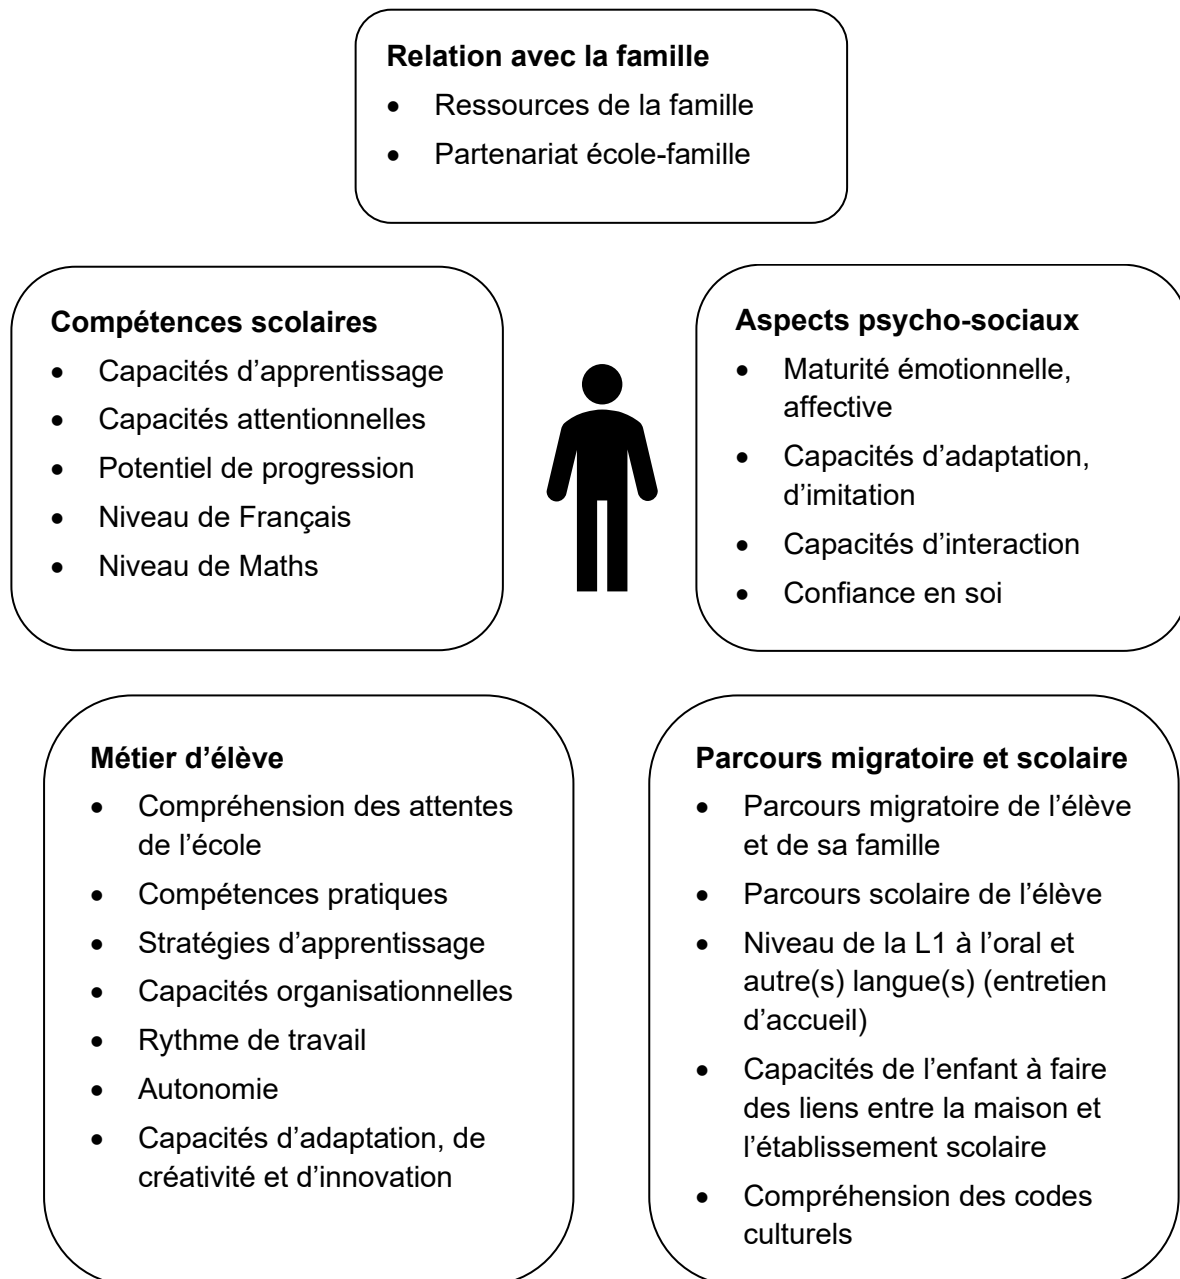 Relation avec la famille
• Ressources de la famille
• Partenariat école-famille
Compétences scolaires
• Capacités d'apprentissage
• Capacités attentionnelles
• Potentiel de progression
• Niveau de Français
• Niveau de Maths
Aspects psycho-sociaux
• Maturité émotionnelle,
affective
• Capacités d'adaptation,
d'imitation
• Capacités d'interaction
• Confiance en soi
Métier d'élève
• Compréhension des attentes
de l'école
• Compétences pratiques
• Stratégies d'apprentissage
• Capacités organisationnelles
• Rythme de travail
• Autonomie
• Capacités d'adaptation, de
créativité et d'innovation
Parcours migratoire et scolaire
• Parcours migratoire de l'élève
et de sa famille
• Parcours scolaire de l'élève
• Niveau de la L1 à l'oral et
autre(s) langue(s) (entretien
d'accueil)
• Capacités de l'enfant à faire
des liens entre la maison et
l'établissement scolaire
• Compréhension des codes
culturels